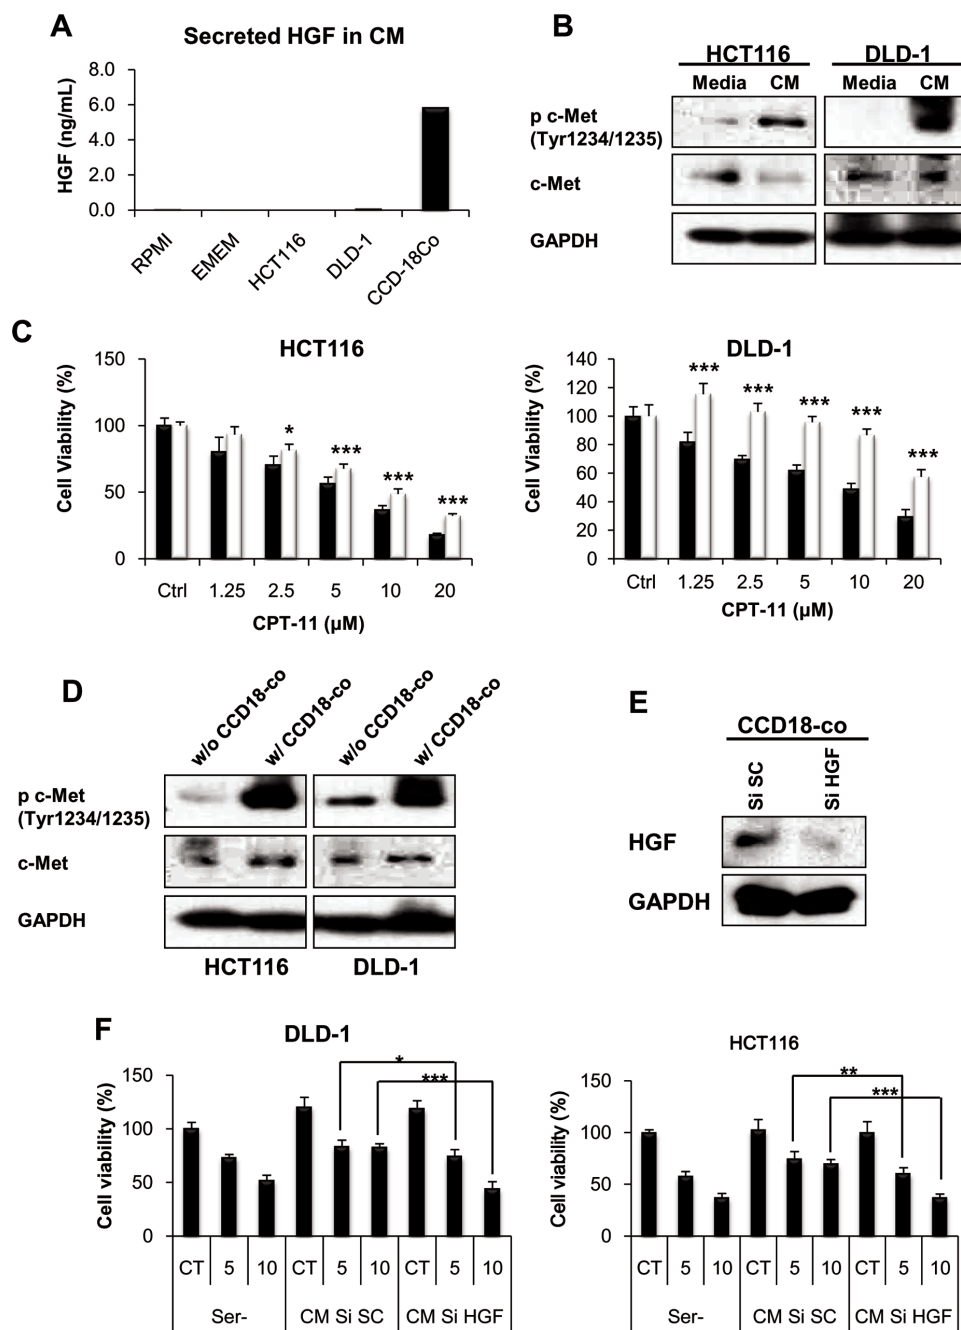 A
Secreted HGF in CM
HGF (ng/mL)
8.0
6.0
4.0
2.0
0.0
RPMI
EMEM
HCT116
DLD-1
CCD-18Co
B
HCT116 DLD-1
Media CM Media CM
p c-Met
(Tyr1234/1235)
c-Met
GAPDH
C
HCT116
Cell Viability (%)
150
100
50
0
*
***
***
***
Ctrl 1.25 2.5 5 10 20
CPT-11 (µM)
DLD-1
Cell Viability (%)
140
120
100
80
60
40
20
0
***
***
***
***
***
Ctrl 1.25 2.5 5 10 20
CPT-11 (µM)
D
w/o CCD18-co
w/ CCD18-co
w/o CCD18-co
w/ CCD18-co
p c-Met
(Tyr1234/1235)
c-Met
GAPDH
HCT116 DLD-1
E
CCD18-co
Si SC
Si HGF
HGF
GAPDH
F
DLD-1
Cell viability (%)
150
100
50
0
*
***
CT 5 10 CT 5 10 CT 5 10
Ser- CM Si SC CM Si HGF
HCT116
Cell viability (%)
150
100
50
0
**
***
CT 5 10 CT 5 10 CT 5 10
Ser- CM Si SC CM Si HGF